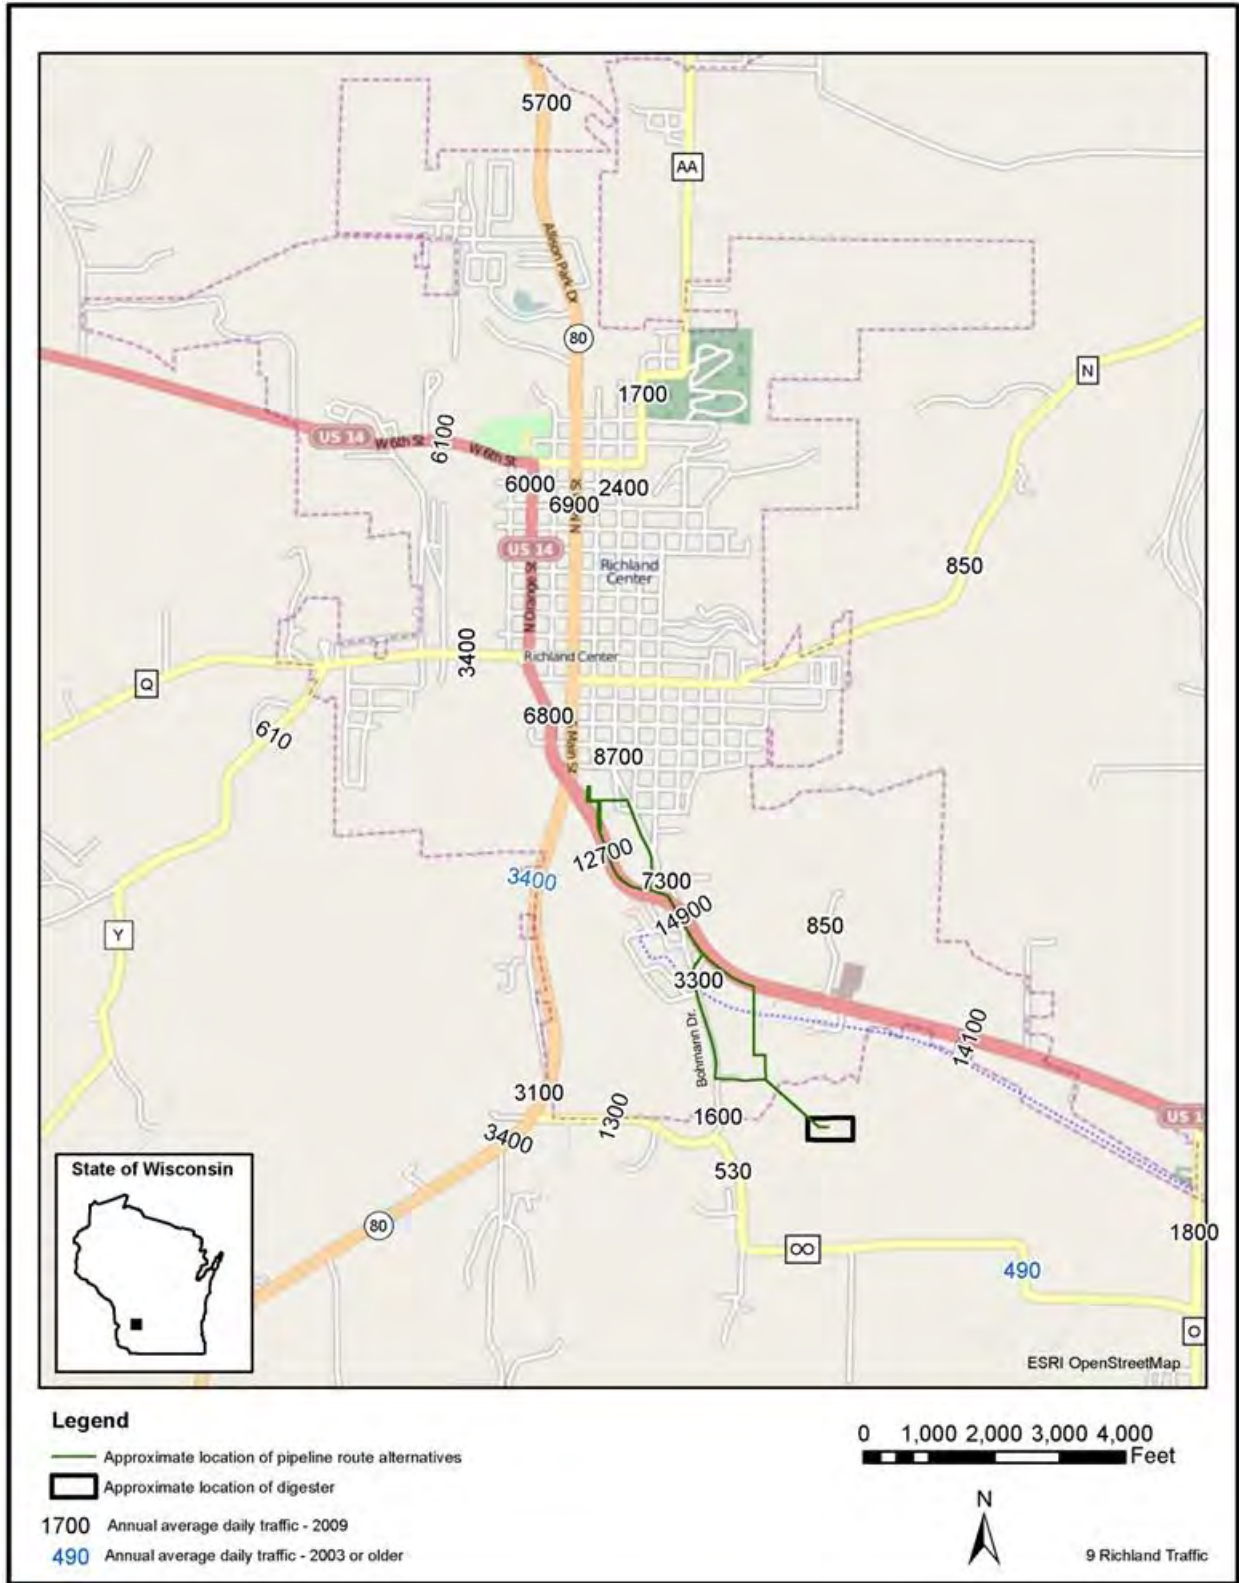 5700
AA
Allison Park Dr
80
N
1700
US 14
W 6th St
6100
W 6th St
6000
2400
6900
N
US 14
Richland
Center
850
N Orange St
3400
Richland Center
Q
6800
610
S Main St
8700
12700
3400
7300
14900
850
Y
3300
14100
Bohmann Dr.
3100
1300
1600
US 1
3400
530
State of Wisconsin
80
1800
OO
490
O
ESRI OpenStreetMap
Legend
Approximate location of pipeline route alternatives
Approximate location of digester
1700 Annual average daily traffic - 2009
490 Annual average daily traffic - 2003 or older
0 1,000 2,000 3,000 4,000
Feet
N
9 Richland Traffic